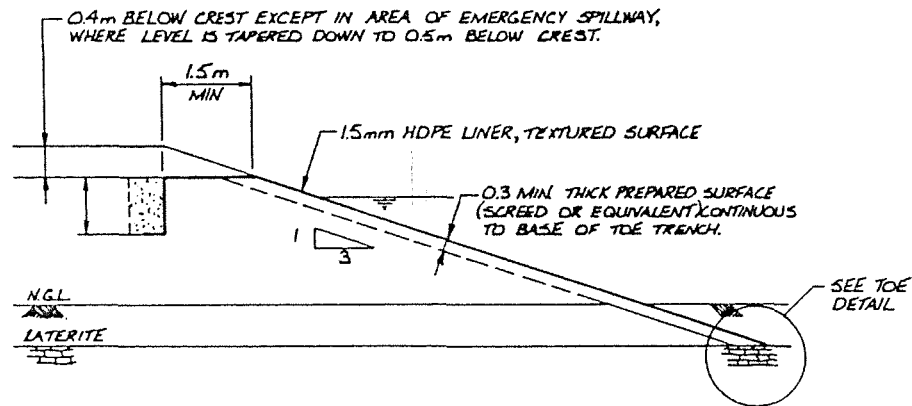 0.4m BELOW CREST EXCEPT IN AREA OF EMERGENCY SPILLWAY,
WHERE LEVEL IS TAPERED DOWN TO 0.5m BELOW CREST.
1.5m
MIN
1.5mm HDPE LINER, TEXTURED SURFACE
0.3 MIN THICK PREPARED SURFACE
(SCREED OR EQUIVALENT) CONTINUOUS
TO BASE OF TOE TRENCH.
1
3
N.G.L.
SEE TOE
DETAIL
LATERITE